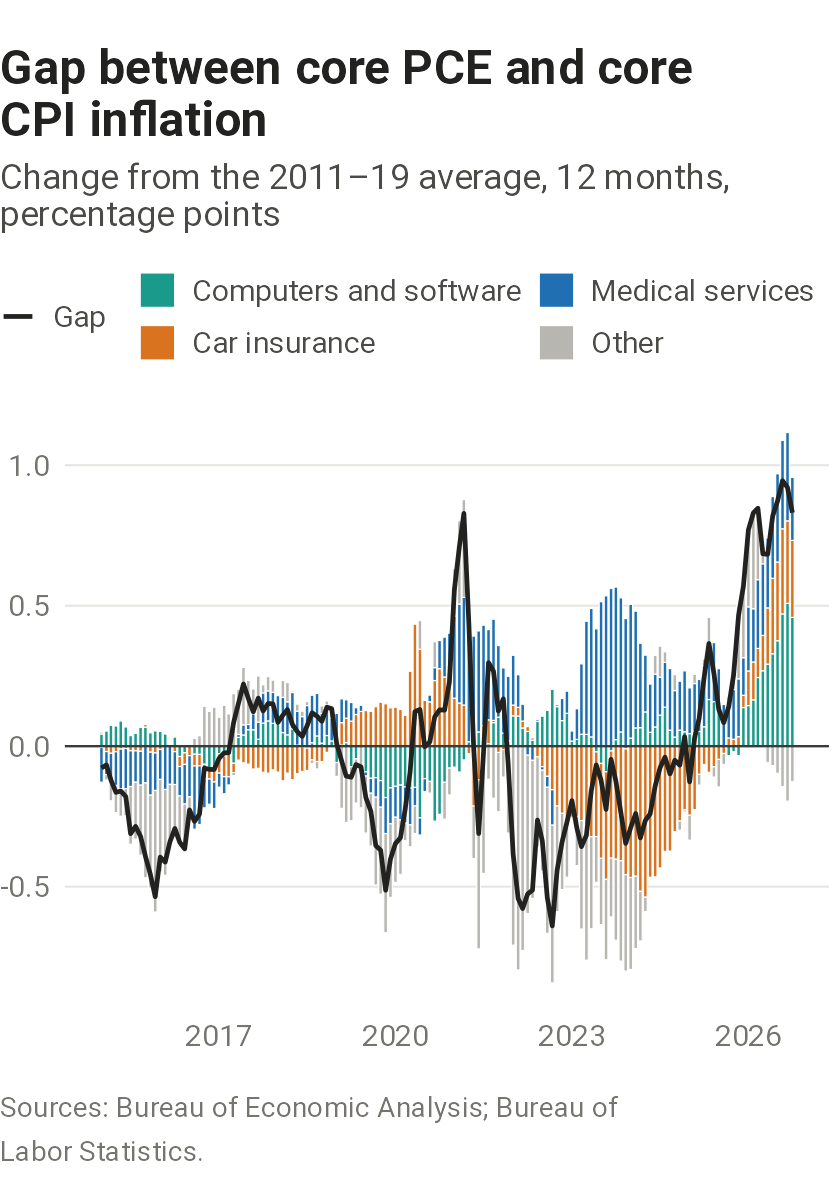 Gap between core PCE and core
CPI inflation
Change from the 2011–19 average, 12 months,
percentage points
Gap
Computers and software
Medical services
Car insurance
Other
1.0
0.5
0.0
-0.5
2017
2020
2023
2026
Sources: Bureau of Economic Analysis; Bureau of
Labor Statistics.